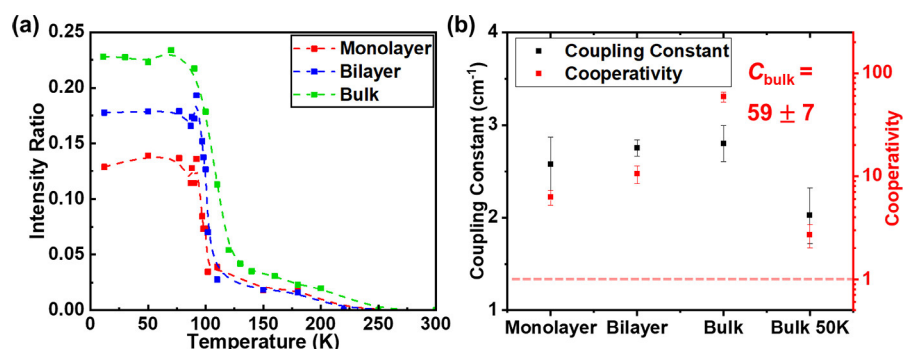 (a)
0.25
0.20
0.15
0.10
0.05
0.00
Intensity Ratio
Monolayer
Bilayer
Bulk
0 50 100 150 200 250 300
Temperature (K)
(b)
4
3
2
1
Coupling Constant (cm⁻¹)
Coupling Constant
Cooperativity
C bulk =
59 ± 7
100
10
1
Cooperativity
Monolayer Bilayer Bulk Bulk 50K